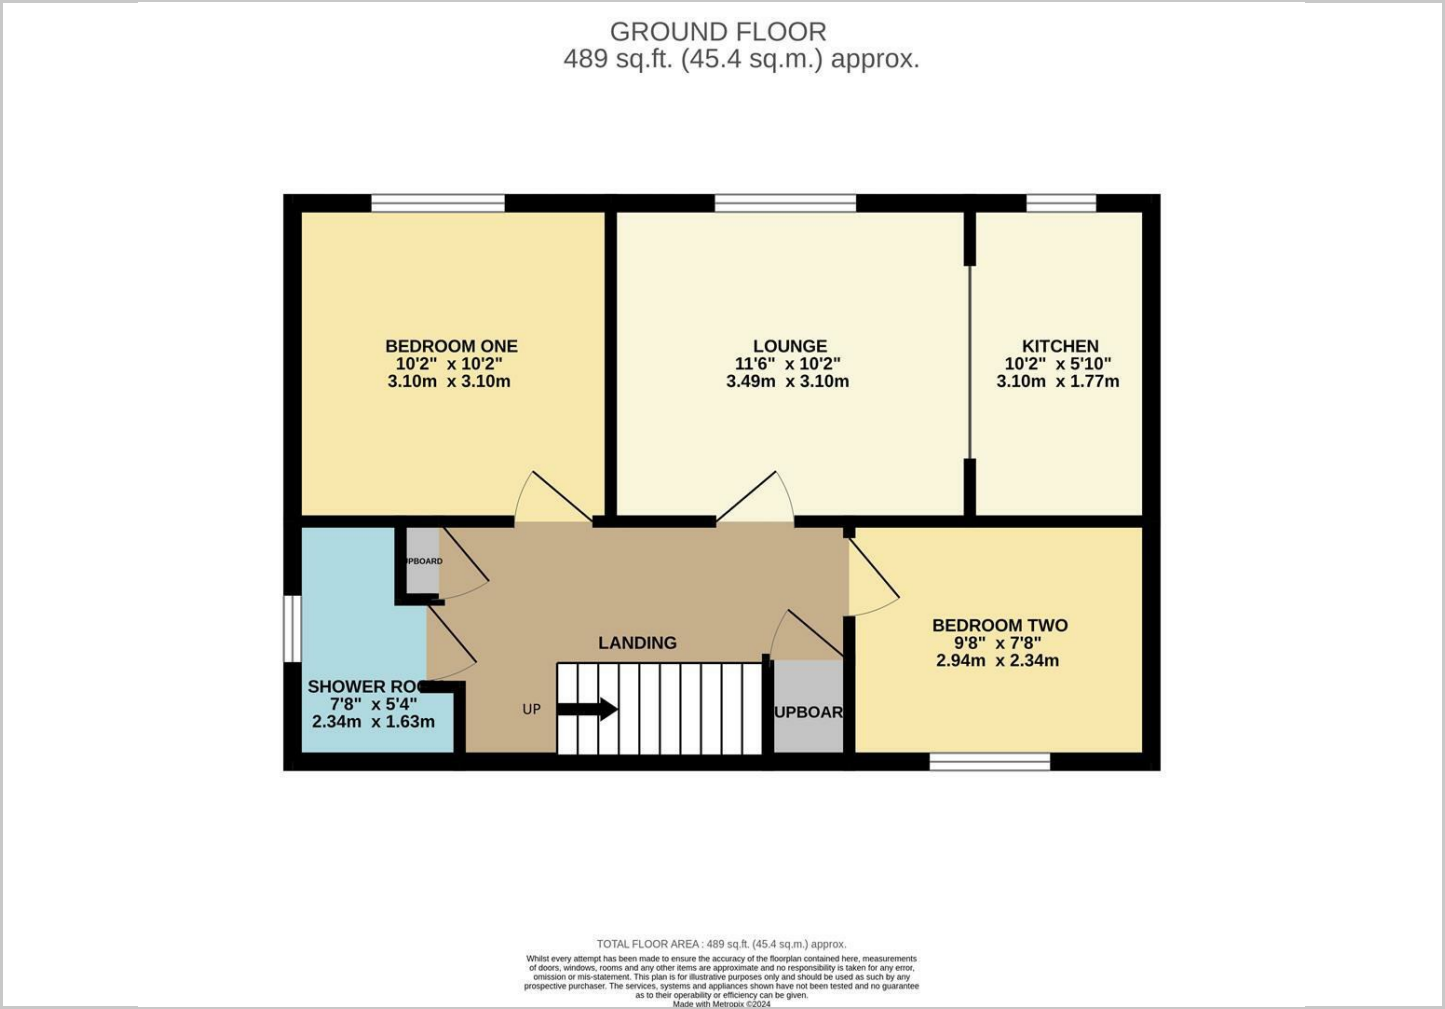 GROUND FLOOR
489 sq.ft. (45.4 sq.m.) approx.
BEDROOM ONE
10'2" x 10'2"
3.10m x 3.10m
LOUNGE
11'6" x 10'2"
3.49m x 3.10m
KITCHEN
10'2" x 5'10"
3.10m x 1.77m
UPBOARD
BEDROOM TWO
9'8" x 7'8"
2.94m x 2.34m
LANDING
SHOWER ROOM
7'8" x 5'4"
2.34m x 1.63m
UP
UPBOAR
TOTAL FLOOR AREA : 489 sq.ft. (45.4 sq.m.) approx.
Whilst every attempt has been made to ensure the accuracy of the floorplan contained here, measurements
of doors, windows, rooms and any other items are approximate and no responsibility is taken for any error,
omission or mis-statement. This plan is for illustrative purposes only and should be used as such by any
prospective purchaser. The services, systems and appliances shown have not been tested and no guarantee
as to their operability or efficiency can be given.
Made with Metropix ©2024